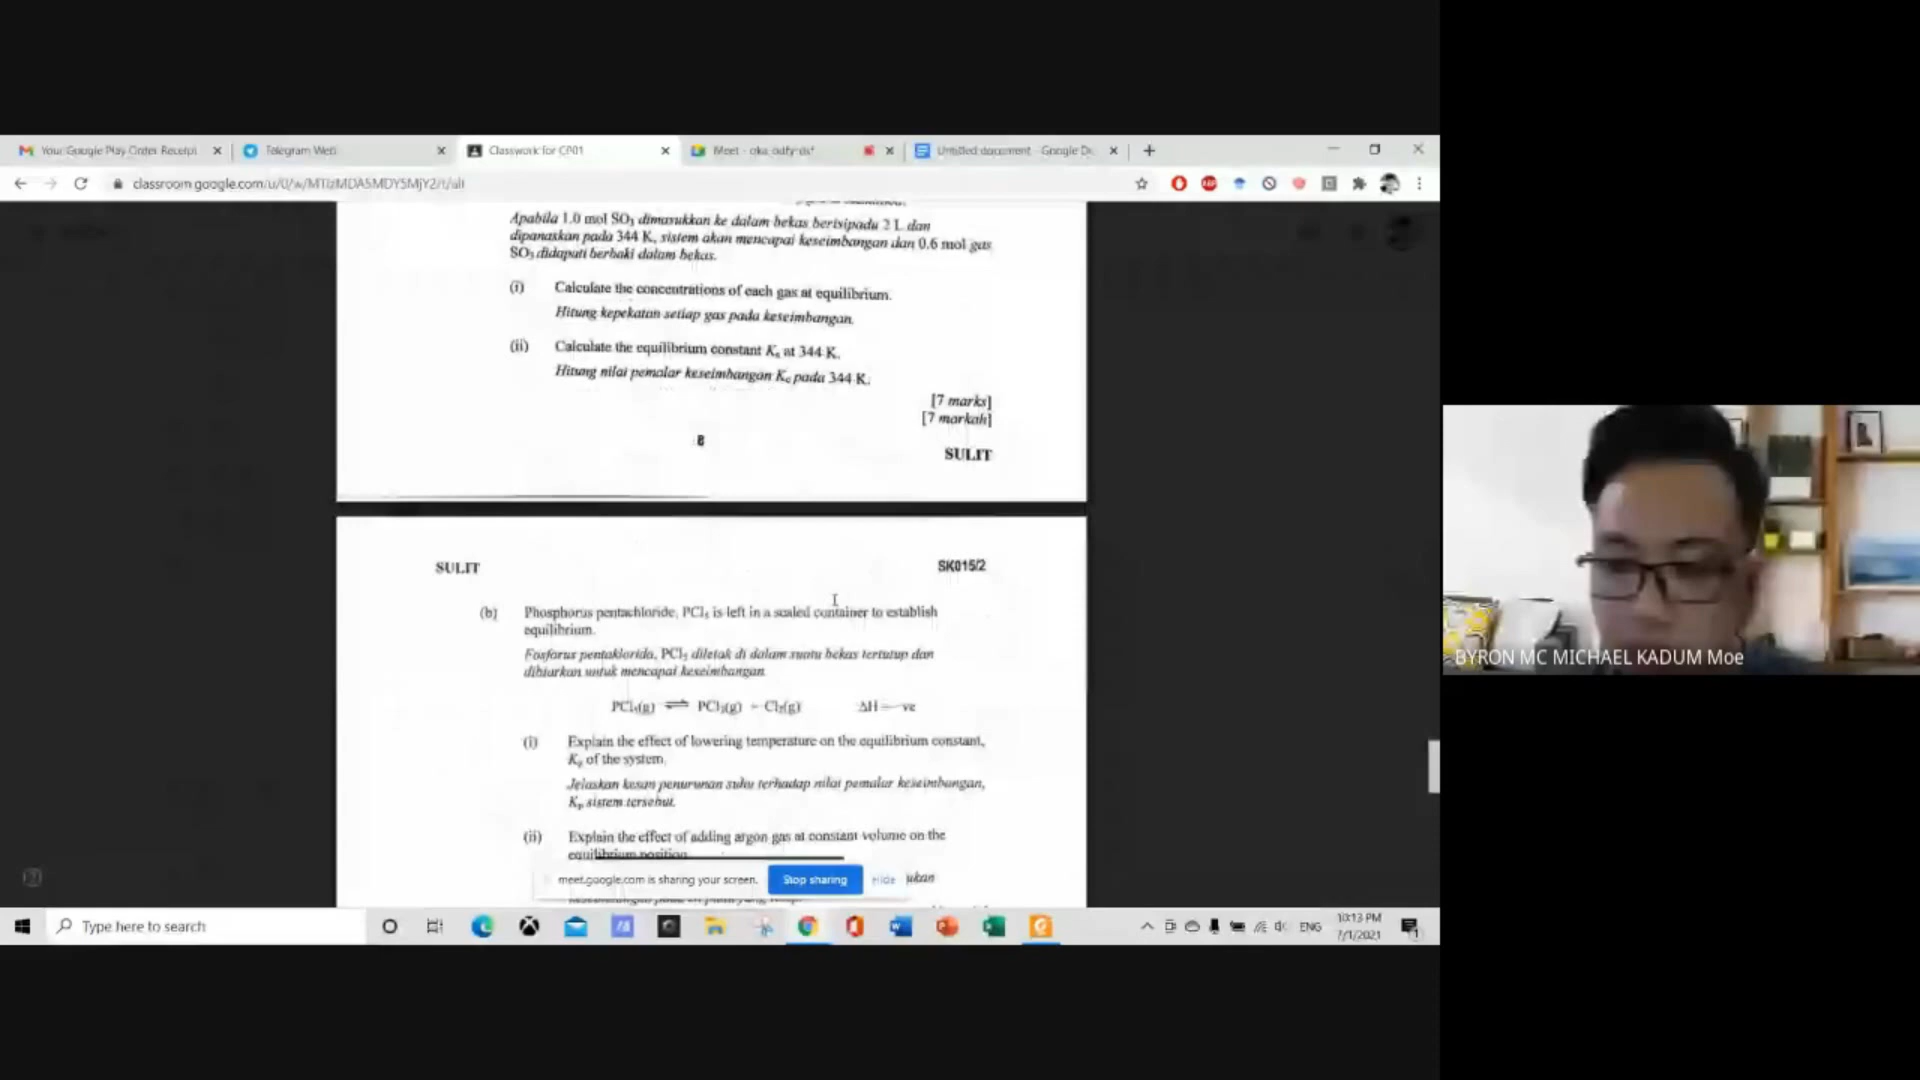 Your Google Play Order Receipt
Telegram Web
Classwork for CP01
Meet -
Untitled document - Google Do
Apabila 1.0 mol SO₃ dimasukkan ke dalam bekas berisipadu 2 L dan
dipanaskan pada 344 K, sistem akan mencapai keseimbangan dan 0.6 mol gas
SO₃ didapati berbaki dalam bekas.
(i) Calculate the concentrations of each gas at equilibrium.
Hitung kepekatan setiap gas pada keseimbangan.
(ii) Calculate the equilibrium constant Kc at 344 K.
Hitung nilai pemalar keseimbangan Kc pada 344 K.
[7 marks]
[7 markah]
8
SULIT
SULIT SK015/2
(b) Phosphorus pentachloride, PCl₅ is left in a sealed container to establish
equilibrium.
Fosforus pentaklorida, PCl₅ diletak di dalam suatu bekas tertutup dan
dibiarkan untuk mencapai keseimbangan.
PCl₅(g) ⇌ PCl₃(g) + Cl₂(g) ΔH = -ve
(i) Explain the effect of lowering temperature on the equilibrium constant,
Kp of the system.
Jelaskan kesan penurunan suhu terhadap nilai pemalar keseimbangan,
Kp sistem tersebut.
(ii) Explain the effect of adding argon gas at constant volume on the
equilibrium position.
ukan
meet.google.com is sharing your screen.
Stop sharing
Hide
Type here to search
ENG
10:13 PM
7/1/2021
BYRON MC MICHAEL KADUM Moe